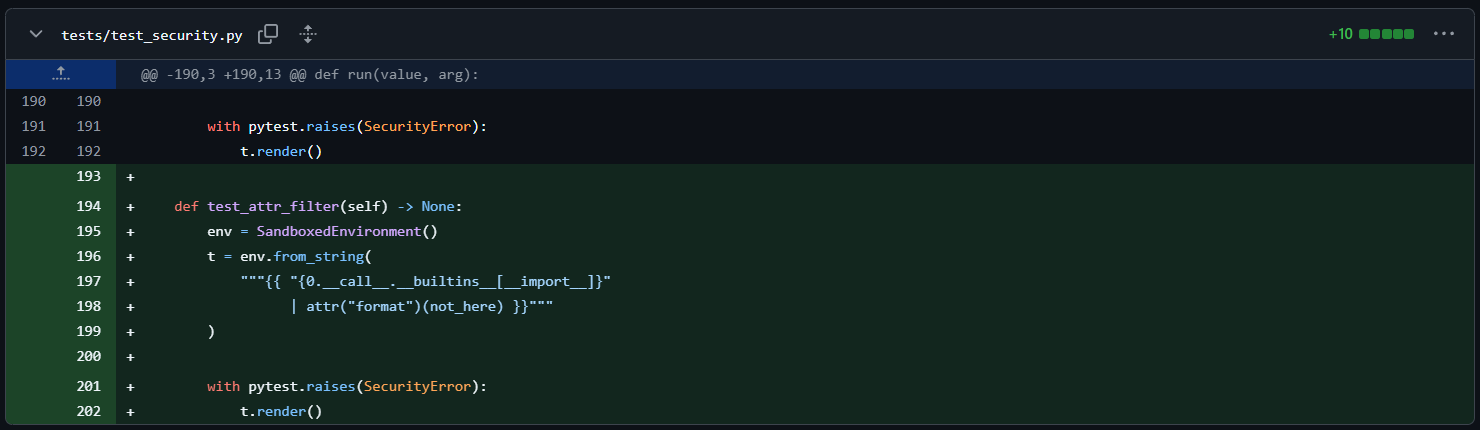 tests/test_security.py +10
@@ -190,3 +190,13 @@ def run(value, arg):
190 190
191 191 with pytest.raises(SecurityError):
192 192 t.render()
193 +
194 + def test_attr_filter(self) -> None:
195 + env = SandboxedEnvironment()
196 + t = env.from_string(
197 + """{{ "{0.__call__.__builtins__[__import__]}"
198 + | attr("format")(not_here) }}"""
199 + )
200 +
201 + with pytest.raises(SecurityError):
202 + t.render()